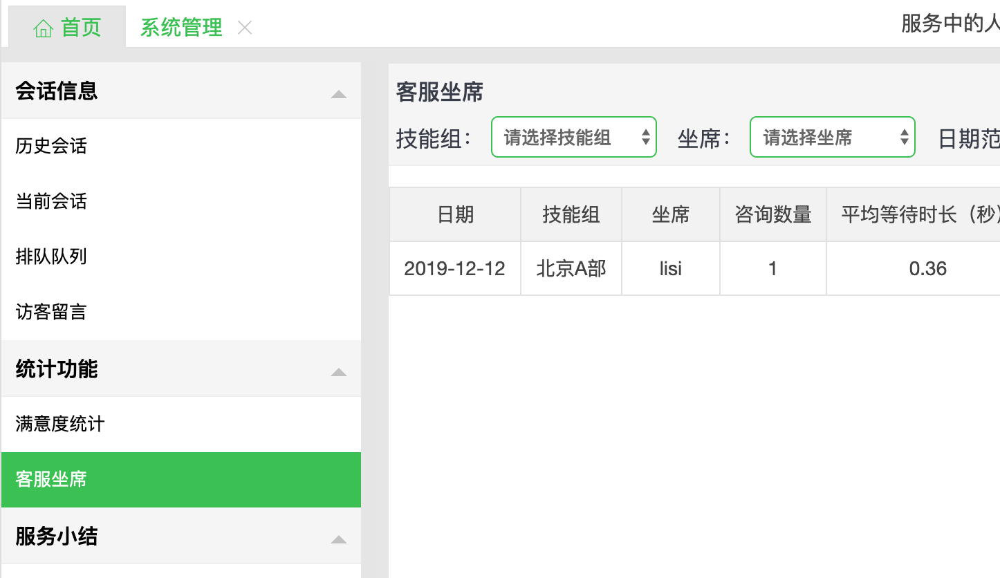 首页
系统管理
服务中的人
会话信息
历史会话
当前会话
排队队列
访客留言
统计功能
满意度统计
客服坐席
服务小结
客服坐席
技能组： 请选择技能组 坐席： 请选择坐席 日期范
日期 技能组 坐席 咨询数量 平均等待时长（秒）
2019-12-12 北京A部 lisi 1 0.36